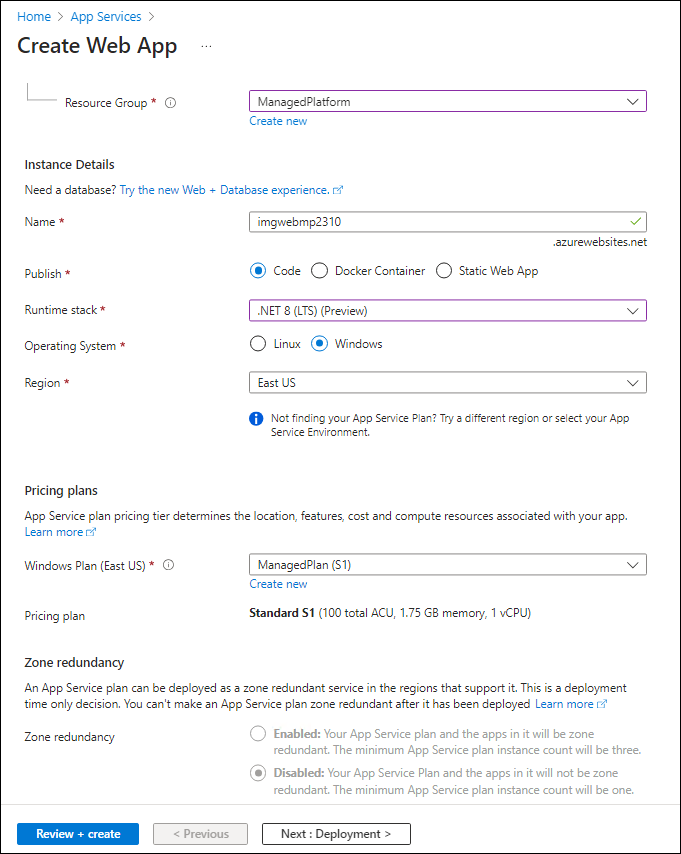 Home > App Services >
Create Web App ...
Resource Group *
ManagedPlatform
Create new
Instance Details
Need a database? Try the new Web + Database experience.
Name *
imgwebmp2310
.azurewebsites.net
Publish *
Code
Docker Container
Static Web App
Runtime stack *
.NET 8 (LTS) (Preview)
Operating System *
Linux
Windows
Region *
East US
Not finding your App Service Plan? Try a different region or select your App
Service Environment.
Pricing plans
App Service plan pricing tier determines the location, features, cost and compute resources associated with your app.
Learn more
Windows Plan (East US) *
ManagedPlan (S1)
Create new
Pricing plan
Standard S1 (100 total ACU, 1.75 GB memory, 1 vCPU)
Zone redundancy
An App Service plan can be deployed as a zone redundant service in the regions that support it. This is a deployment
time only decision. You can't make an App Service plan zone redundant after it has been deployed Learn more
Zone redundancy
Enabled: Your App Service plan and the apps in it will be zone
redundant. The minimum App Service plan instance count will be three.
Disabled: Your App Service Plan and the apps in it will not be zone
redundant. The minimum App Service plan instance count will be one.
Review + create
< Previous
Next : Deployment >